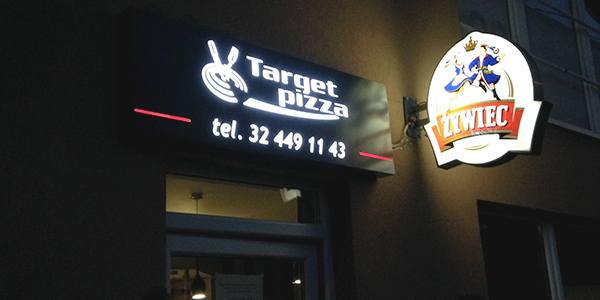 Target
pizza
tel. 32 449 11 43
ŻYWIEC